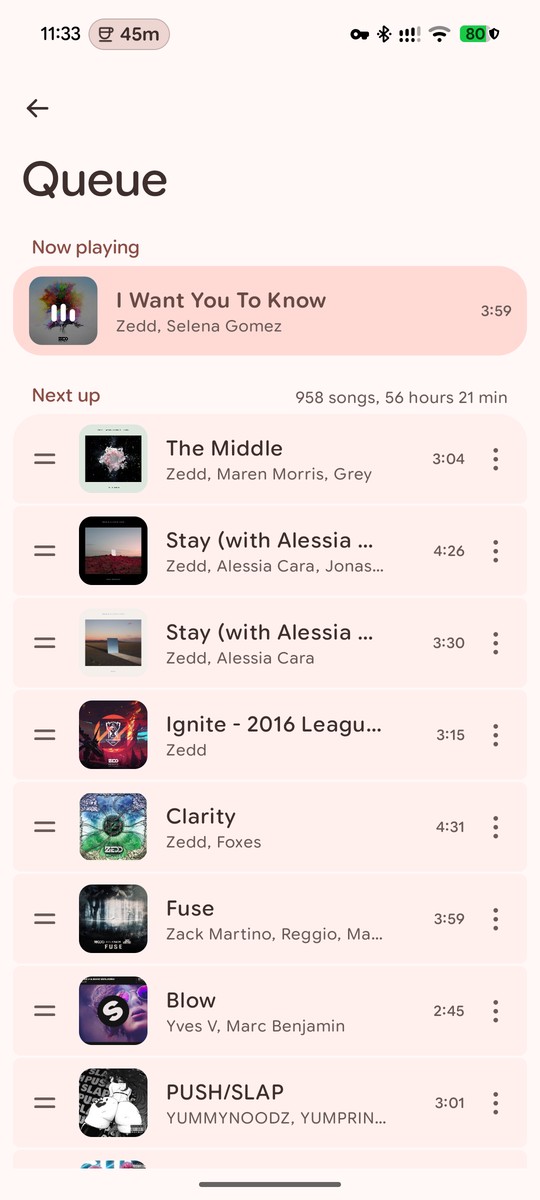 11:33
45m
80
Queue
Now playing
I Want You To Know
Zedd, Selena Gomez
3:59
Next up
958 songs, 56 hours 21 min
The Middle
Zedd, Maren Morris, Grey
3:04
Stay (with Alessia ...
Zedd, Alessia Cara, Jonas...
4:26
Stay (with Alessia ...
Zedd, Alessia Cara
3:30
Ignite - 2016 Leagu...
Zedd
3:15
ZEDD
Clarity
Zedd, Foxes
4:31
FUSE
Fuse
Zack Martino, Reggio, Ma...
3:59
Blow
Yves V, Marc Benjamin
2:45
PUSH/SLAP
YUMMYNOODZ, YUMPRIN...
3:01